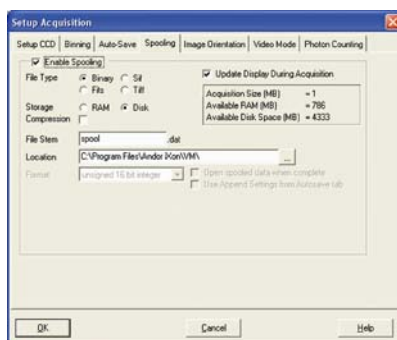 Setup Acquisition
Setup CCD Binning Auto-Save Spooling Image Orientation Video Mode Photon Counting
Enable Spooling
File Type Binary Sif Update Display During Acquisition
Fits Tiff
Acquisition Size (MB) = 1
Storage RAM Disk Available RAM (MB) = 786
Compression Available Disk Space (MB) = 4333
File Stem spool .dat
Location C:\Program Files\Andor iXon\VM\ ...
Format unsigned 16 bit integer Open spooled data when complete
Use Append Settings from Autosave tab
OK Cancel Help